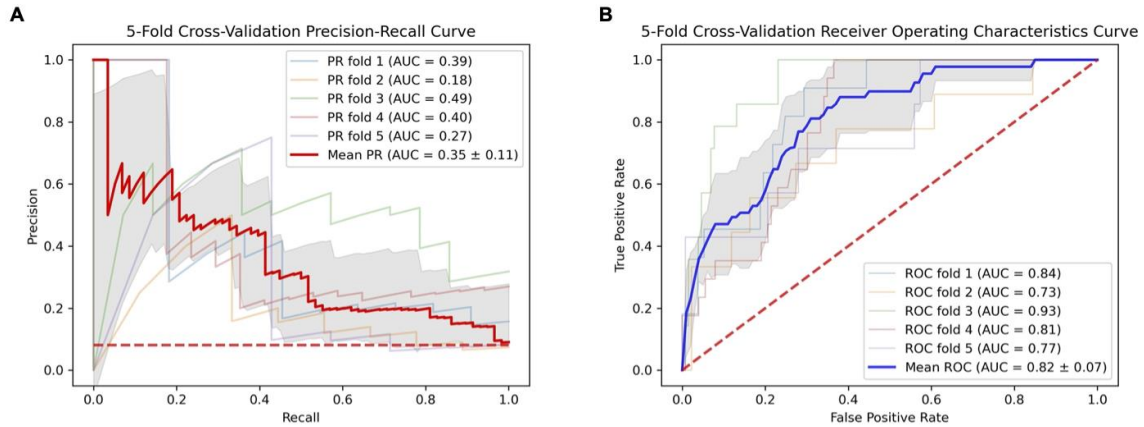 A
5-Fold Cross-Validation Precision-Recall Curve
1.0
0.8
0.6
0.4
0.2
0.0
Precision
0.0
0.2
0.4
0.6
0.8
1.0
Recall
PR fold 1 (AUC = 0.39)
PR fold 2 (AUC = 0.18)
PR fold 3 (AUC = 0.49)
PR fold 4 (AUC = 0.40)
PR fold 5 (AUC = 0.27)
Mean PR (AUC = 0.35 ± 0.11)
B
5-Fold Cross-Validation Receiver Operating Characteristics Curve
1.0
0.8
0.6
0.4
0.2
0.0
True Positive Rate
0.0
0.2
0.4
0.6
0.8
1.0
False Positive Rate
ROC fold 1 (AUC = 0.84)
ROC fold 2 (AUC = 0.73)
ROC fold 3 (AUC = 0.93)
ROC fold 4 (AUC = 0.81)
ROC fold 5 (AUC = 0.77)
Mean ROC (AUC = 0.82 ± 0.07)